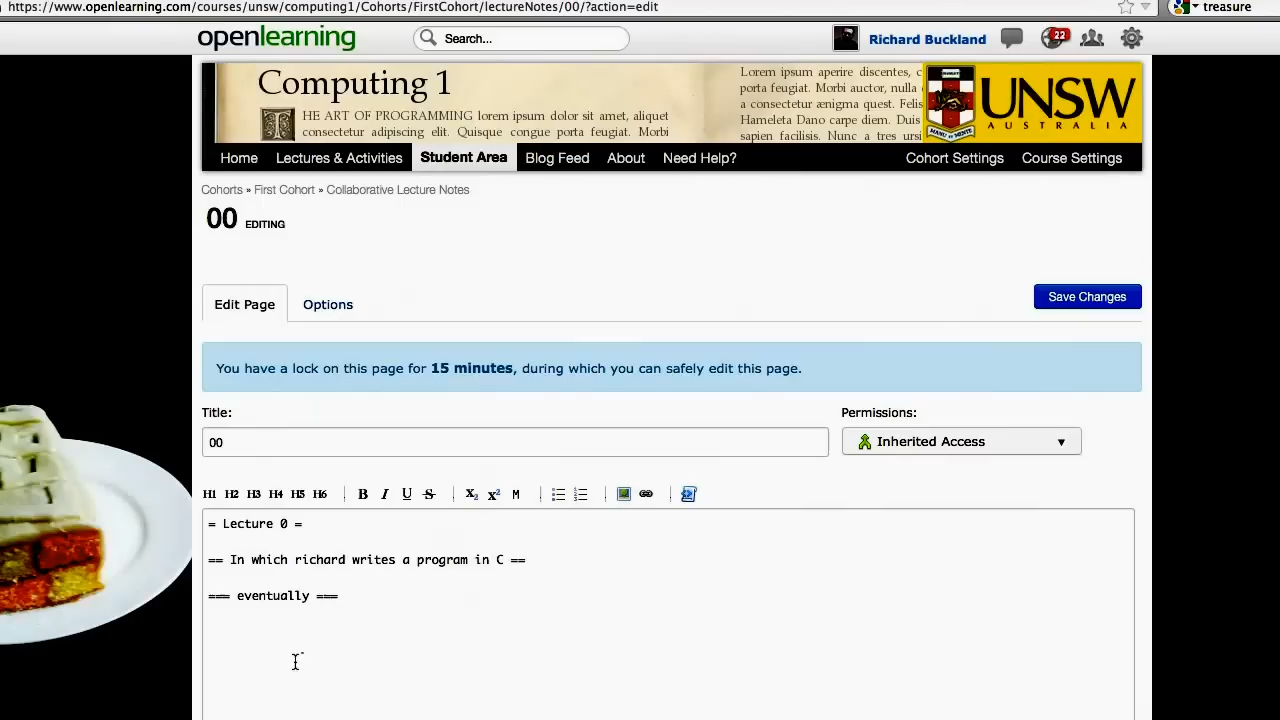 https://www.openlearning.com/courses/unsw/computing1/Cohorts/FirstCohort/lectureNotes/00/?action=edit
treasure
openlearning
Search...
Richard Buckland
22
Computing 1
THE ART OF PROGRAMMING lorem ipsum dolor sit amet, aliquet
consectetur adipiscing elit. Quisque congue porta feugiat. Morbi
Lorem ipsum aperire discentes, c
porta feugiat. Morbi auctor, nulla
a consectetur ænigma quest. Felis
Hameleta Dano carpe diem. Duis
sapien facilisis. Nunc a tres ursi
UNSW
AUSTRALIA
Home Lectures & Activities Student Area Blog Feed About Need Help? Cohort Settings Course Settings
Cohorts » First Cohort » Collaborative Lecture Notes
00 EDITING
Edit Page Options Save Changes
You have a lock on this page for 15 minutes, during which you can safely edit this page.
Title: Permissions:
00 Inherited Access
H1 H2 H3 H4 H5 H6 B I U S X2 x2 M
= Lecture 0 =
== In which richard writes a program in C ==
=== eventually ===